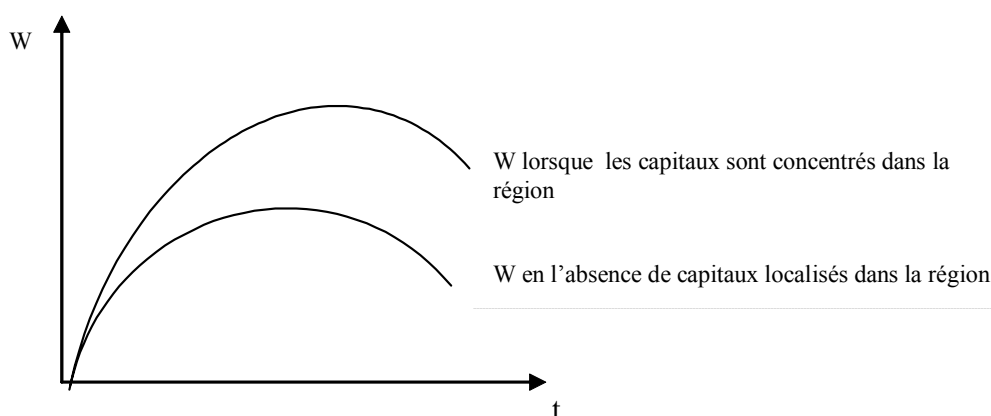 W
W lorsque les capitaux sont concentrés dans la
région
W en l’absence de capitaux localisés dans la région
t